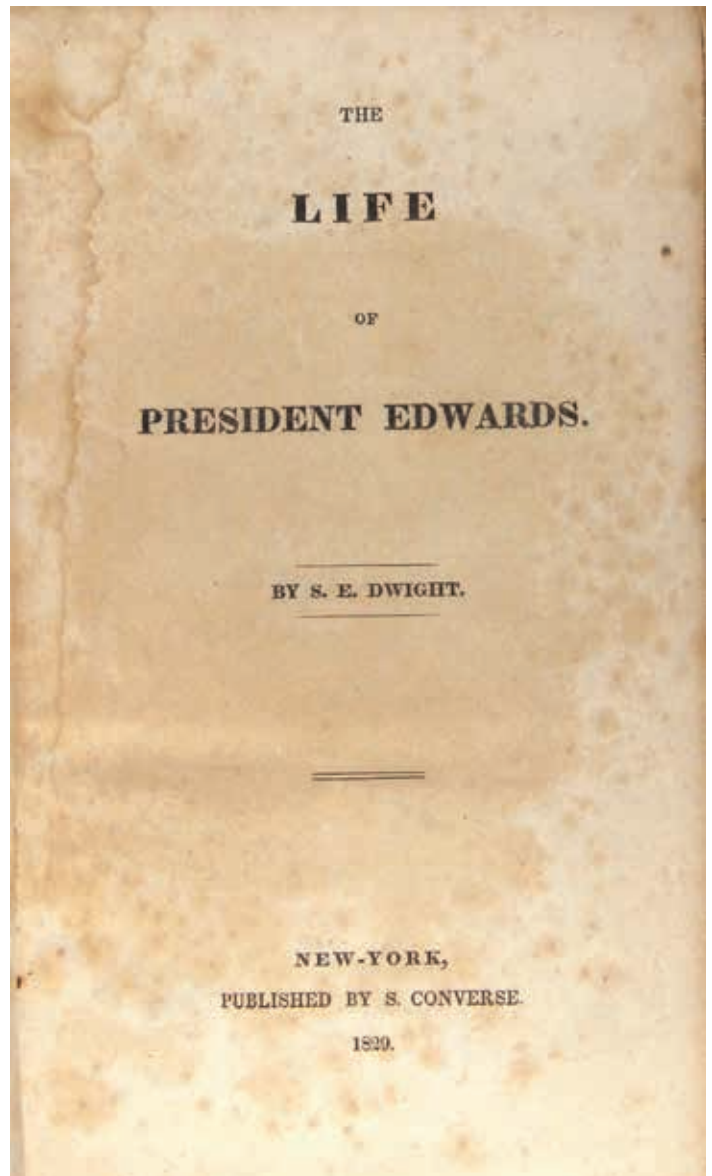 THE
LIFE
OF
PRESIDENT EDWARDS.
BY S. E. DWIGHT.
NEW-YORK,
PUBLISHED BY S. CONVERSE.
1829.